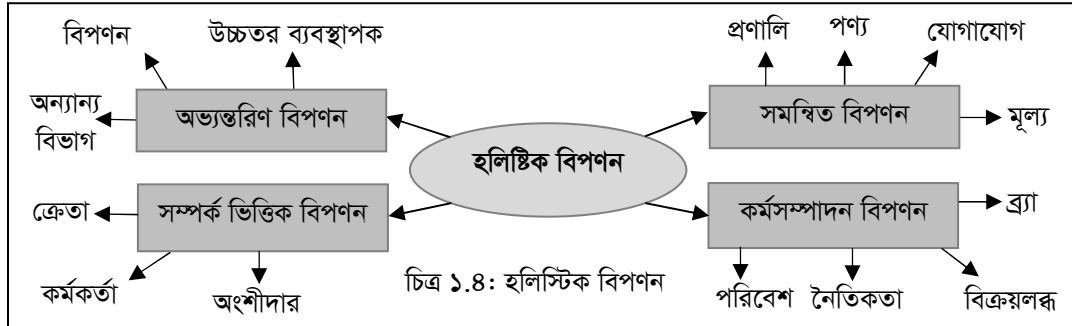 বিপণন
উচ্চতর ব্যবস্থাপক
প্রণালি
পণ্য
যোগাযোগ
অন্যান্য
বিভাগ
অভ্যন্তরিণ বিপণন
সমন্বিত বিপণন
মূল্য
হলিষ্টিক বিপণন
ক্রেতা
সম্পর্ক ভিত্তিক বিপণন
কর্মসম্পাদন বিপণন
ব্র্যা
কর্মকর্তা
অংশীদার
চিত্র ১.৪: হলিস্টিক বিপণন
পরিবেশ
নৈতিকতা
বিক্রয়লব্ধ